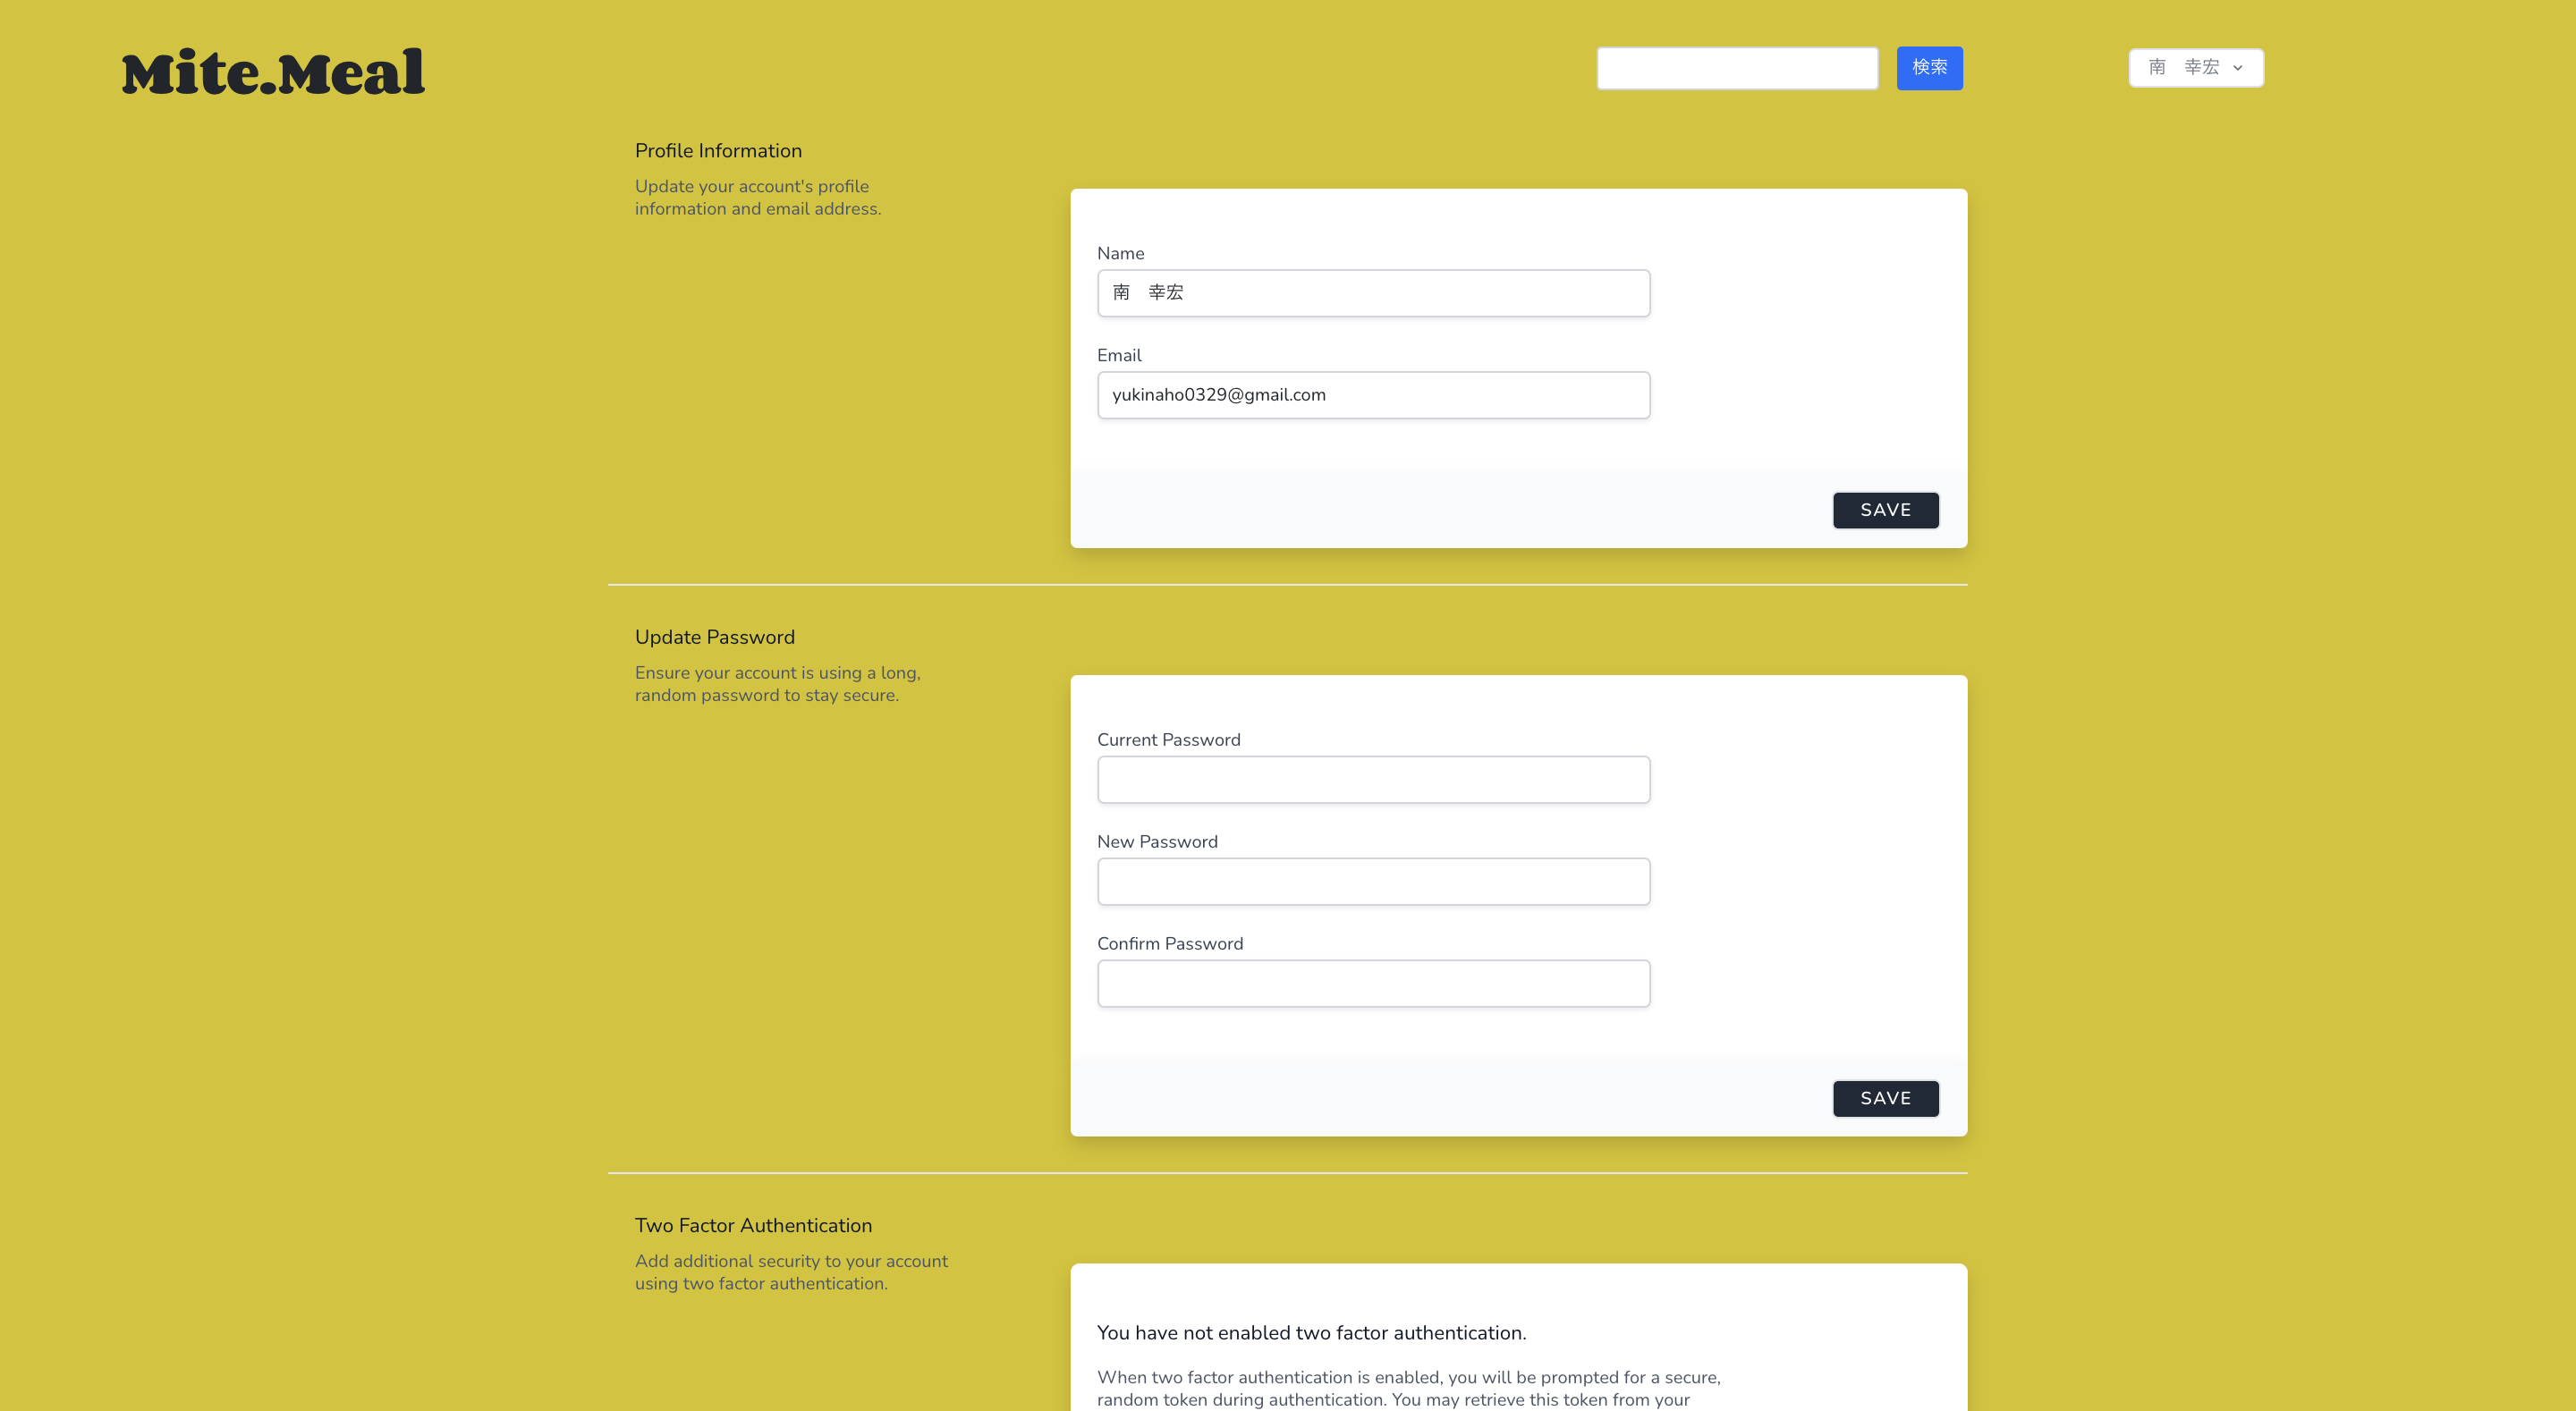 Mite.Meal
検索
南　幸宏
Profile Information
Update your account's profile
information and email address.
Name
南　幸宏
Email
yukinaho0329@gmail.com
SAVE
Update Password
Ensure your account is using a long,
random password to stay secure.
Current Password
New Password
Confirm Password
SAVE
Two Factor Authentication
Add additional security to your account
using two factor authentication.
You have not enabled two factor authentication.
When two factor authentication is enabled, you will be prompted for a secure,
random token during authentication. You may retrieve this token from your